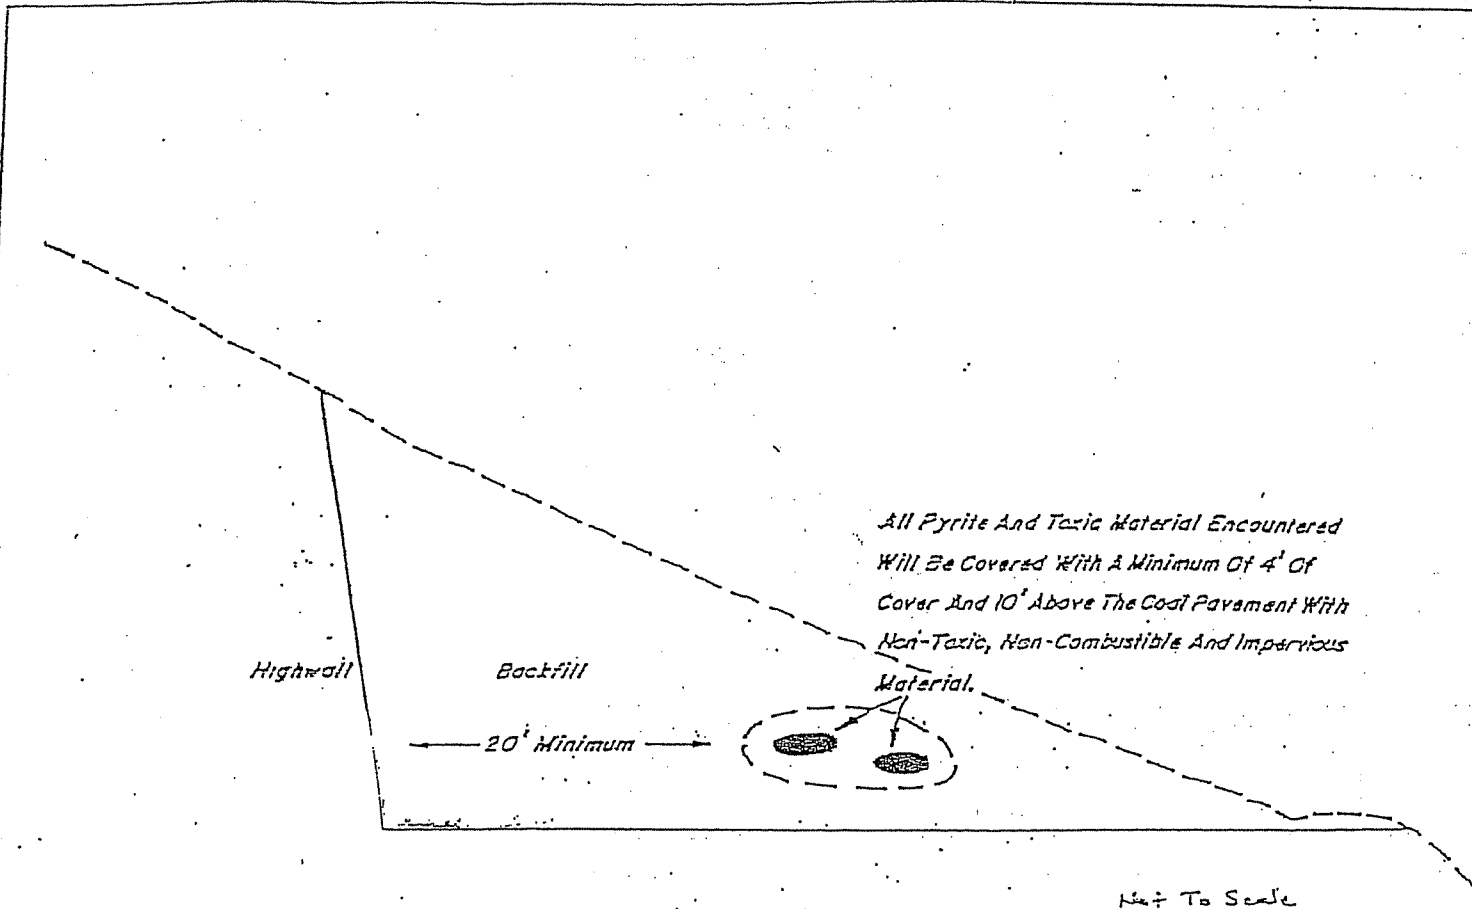 All Pyrite And Toxic Material Encountered
Will Be Covered With A Minimum Of 4' Of
Cover And 10' Above The Coal Pavement With
Non-Toxic, Non-Combustible And Impervious
Material.
Highwall
Backfill
20' Minimum
Not To Scale